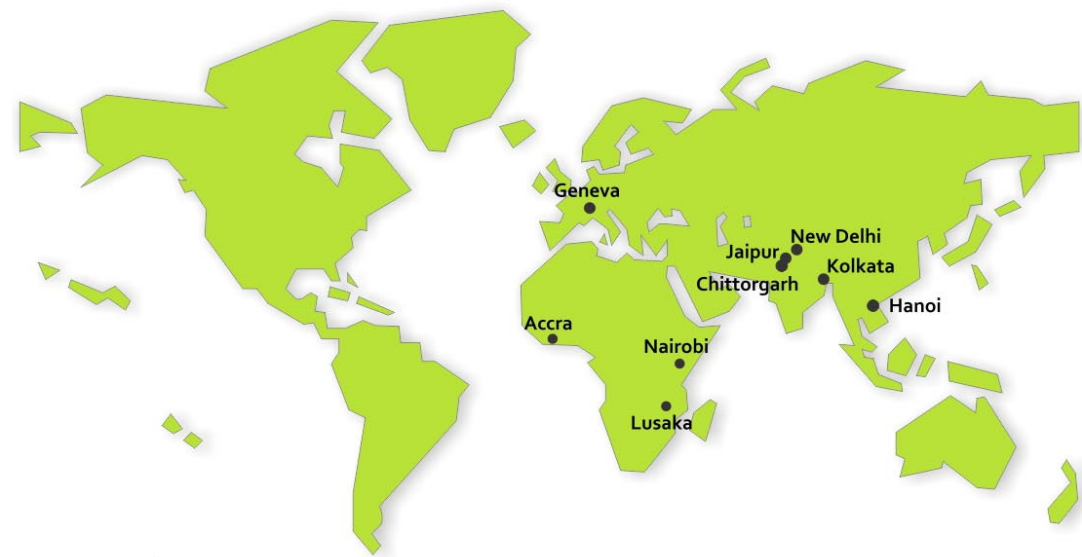 Geneva
New Delhi
Jaipur
Kolkata
Chittorgarh
Hanoi
Accra
Nairobi
Lusaka